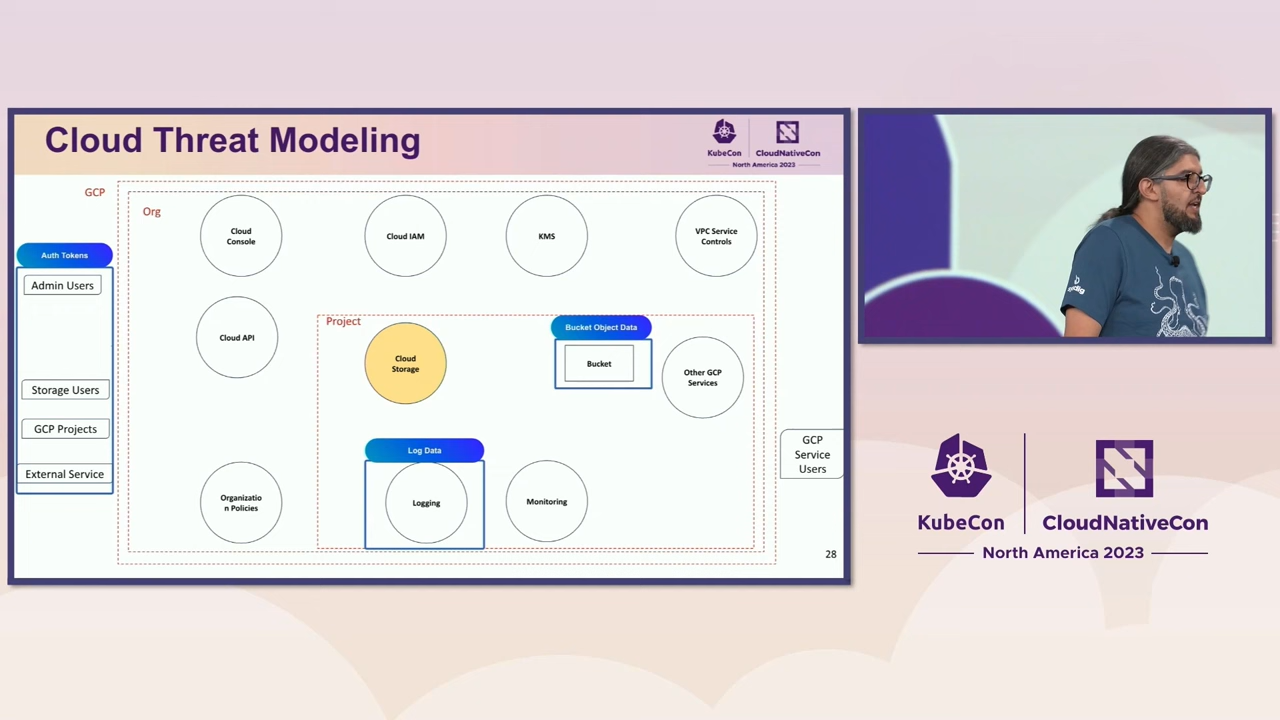 Cloud Threat Modeling
KubeCon
CloudNativeCon
North America 2023
GCP
Org
Cloud
Console
Cloud IAM
KMS
VPC Service
Controls
Auth Tokens
Admin Users
Cloud API
Project
Cloud
Storage
Bucket Object Data
Bucket
Other GCP
Services
Storage Users
GCP Projects
External Service
Log Data
Logging
Monitoring
Organizatio
n Policies
GCP
Service
Users
28
KubeCon
CloudNativeCon
North America 2023